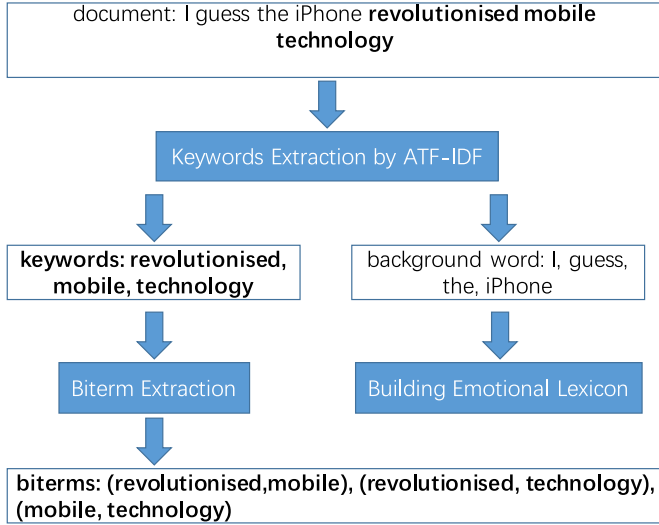 document: I guess the iPhone revolutionised mobile
technology
Keywords Extraction by ATF-IDF
keywords: revolutionised,
mobile, technology
background word: I, guess,
the, iPhone
Biterm Extraction
Building Emotional Lexicon
biterms: (revolutionised,mobile), (revolutionised, technology),
(mobile, technology)